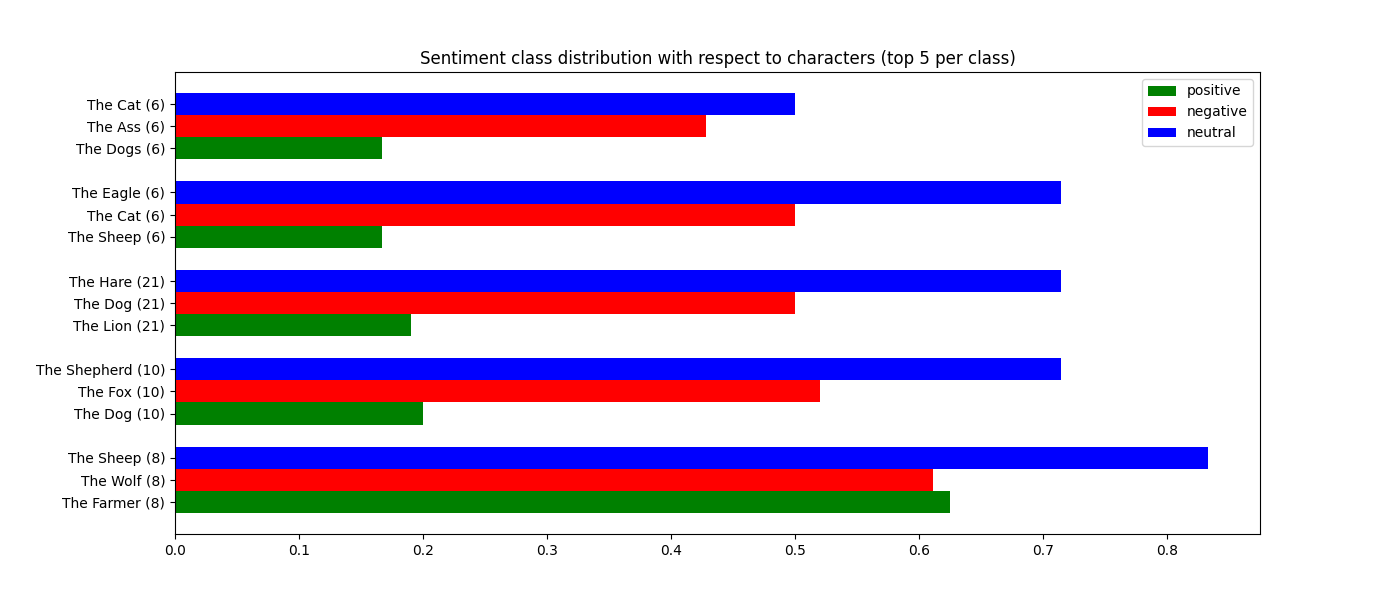 Sentiment class distribution with respect to characters (top 5 per class)
positive
negative
neutral
The Cat (6)
The Ass (6)
The Dogs (6)
The Eagle (6)
The Cat (6)
The Sheep (6)
The Hare (21)
The Dog (21)
The Lion (21)
The Shepherd (10)
The Fox (10)
The Dog (10)
The Sheep (8)
The Wolf (8)
The Farmer (8)
0.0 0.1 0.2 0.3 0.4 0.5 0.6 0.7 0.8